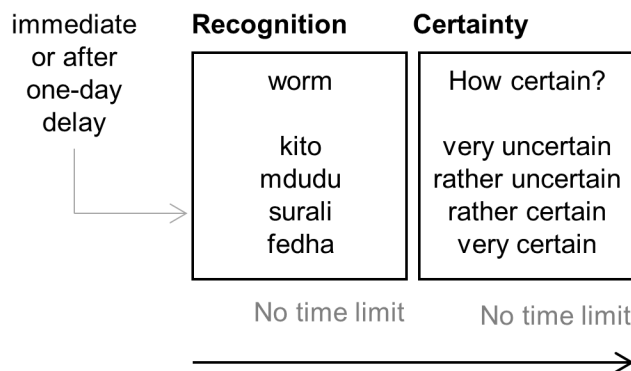 immediate
or after
one-day
delay
Recognition
worm
kito
mdudu
surali
fedha
No time limit
Certainty
How certain?
very uncertain
rather uncertain
rather certain
very certain
No time limit